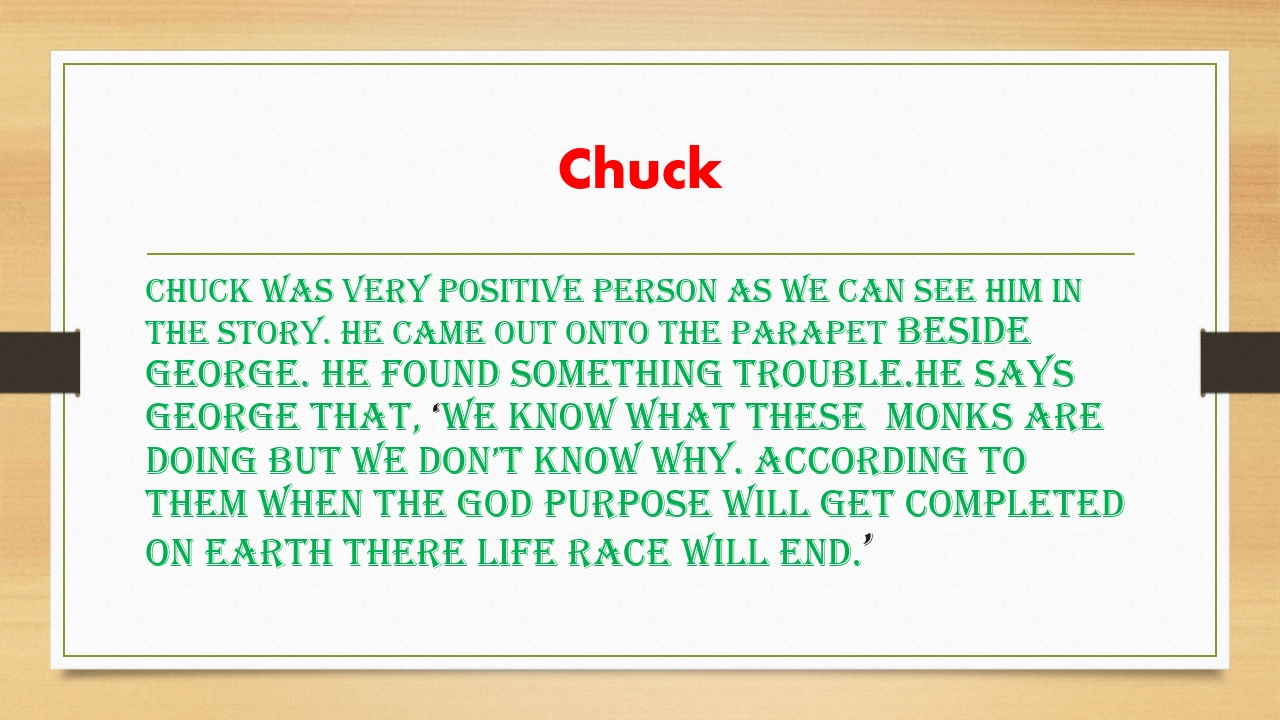 Chuck
CHUCK WAS VERY POSITIVE PERSON AS WE CAN SEE HIM IN
THE STORY. HE CAME OUT ONTO THE PARAPET BESIDE
GEORGE. HE FOUND SOMETHING TROUBLE.HE SAYS
GEORGE THAT, ‘WE KNOW WHAT THESE  MONKS ARE
DOING BUT WE DON’T KNOW WHY. ACCORDING TO
THEM WHEN THE GOD PURPOSE WILL GET COMPLETED
ON EARTH THERE LIFE RACE WILL END.’